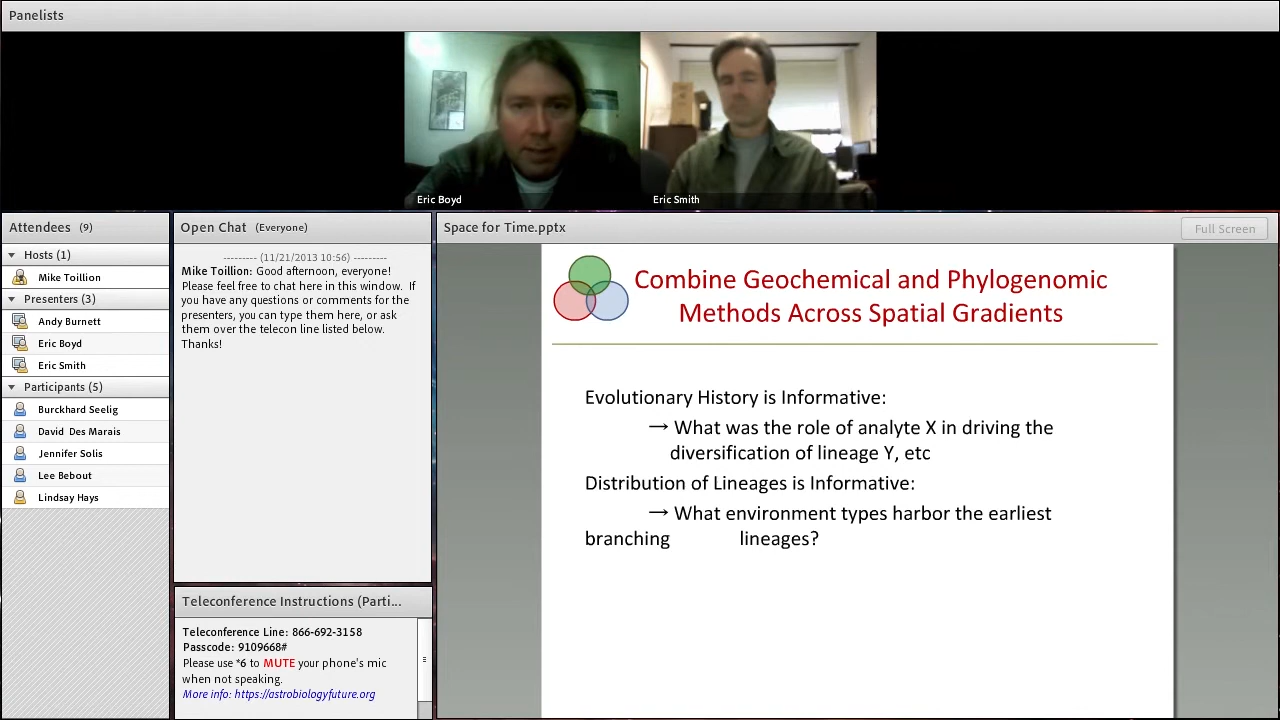 Panelists
Eric Boyd
Eric Smith
Attendees (9)
Hosts (1)
Mike Toillion
Presenters (3)
Andy Burnett
Eric Boyd
Eric Smith
Participants (5)
Burckhard Seelig
David Des Marais
Jennifer Solis
Lee Bebout
Lindsay Hays
Open Chat (Everyone)
--------- (11/21/2013 10:56) ---------
Mike Toillion: Good afternoon, everyone!
Please feel free to chat here in this window. If
you have any questions or comments for the
presenters, you can type them here, or ask
them over the telecon line listed below.
Thanks!
Teleconference Instructions (Parti...
Teleconference Line: 866-692-3158
Passcode: 9109668#
Please use *6 to MUTE your phone's mic
when not speaking.
More info: https://astrobiologyfuture.org
Space for Time.pptx
Full Screen
Combine Geochemical and Phylogenomic
Methods Across Spatial Gradients
Evolutionary History is Informative:
→ What was the role of analyte X in driving the
diversification of lineage Y, etc
Distribution of Lineages is Informative:
→ What environment types harbor the earliest
branching lineages?